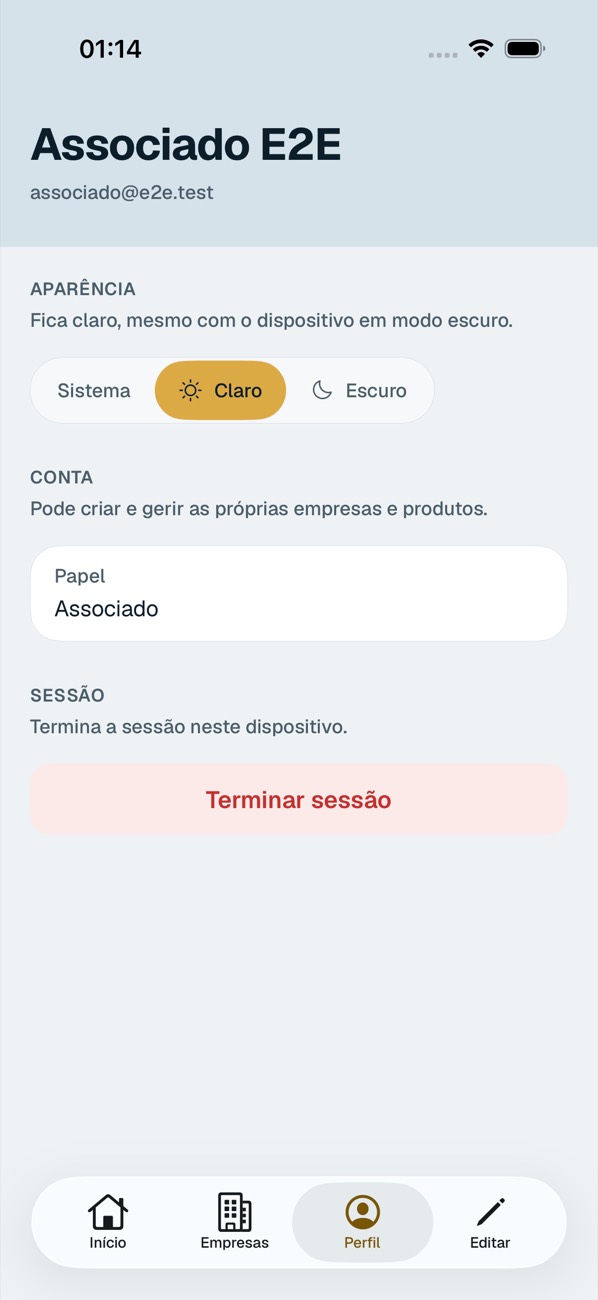 01:14
Associado E2E
associado@e2e.test
APARÊNCIA
Fica claro, mesmo com o dispositivo em modo escuro.
Sistema Claro Escuro
CONTA
Pode criar e gerir as próprias empresas e produtos.
Papel
Associado
SESSÃO
Termina a sessão neste dispositivo.
Terminar sessão
Início Empresas Perfil Editar